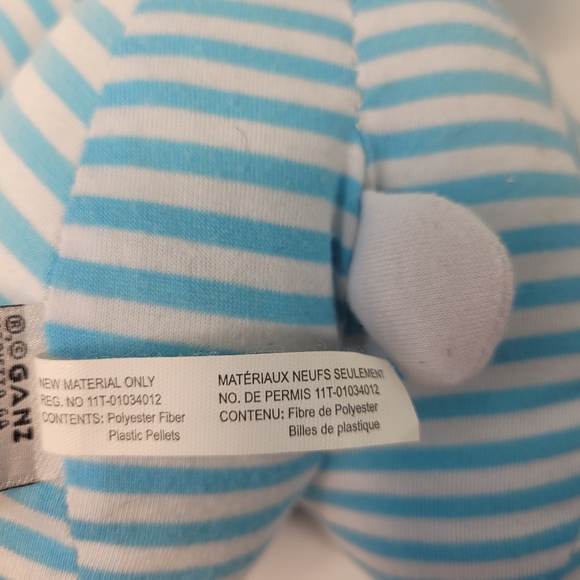 ®,© GANZ
NEW MATERIAL ONLY
REG. NO 11T-01034012
CONTENTS: Polyester Fiber
Plastic Pellets
MATÉRIAUX NEUFS SEULEMENT
NO. DE PERMIS 11T-01034012
CONTENU: Fibre de Polyester
Billes de plastique